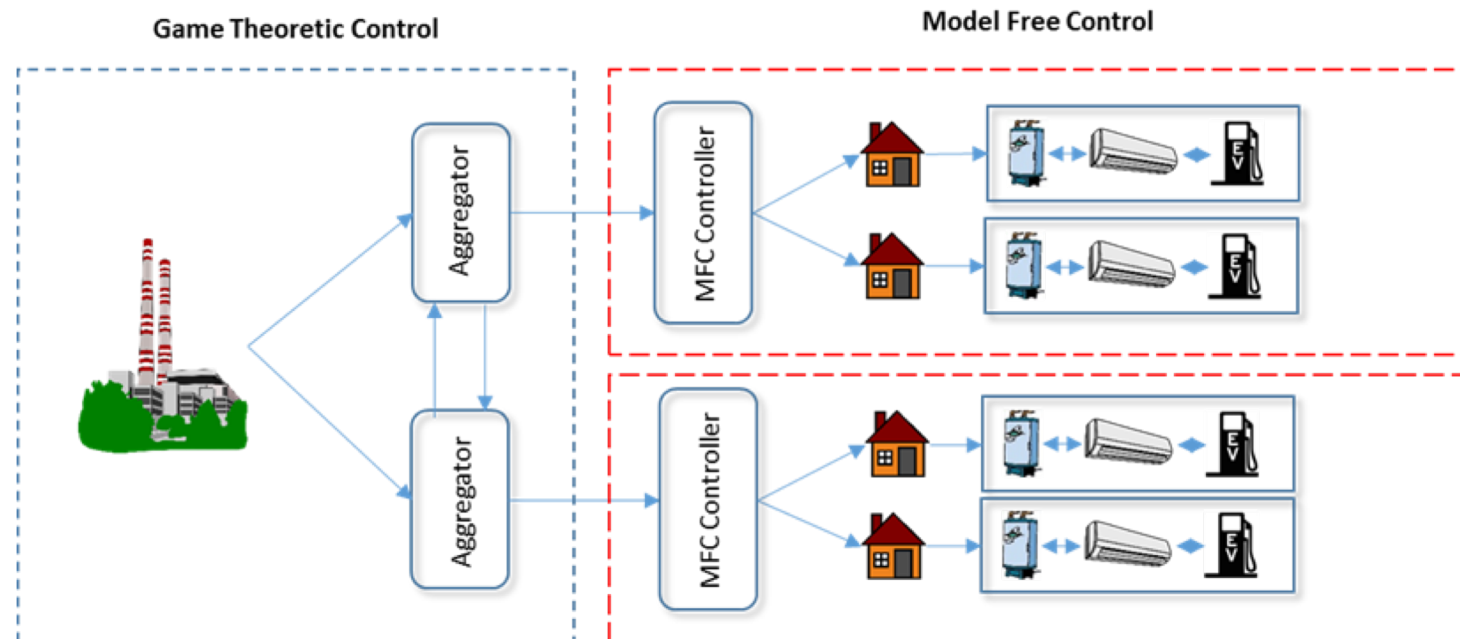 Game Theoretic Control
Model Free Control
Aggregator
MFC Controller
EV
EV
Aggregator
MFC Controller
EV
EV